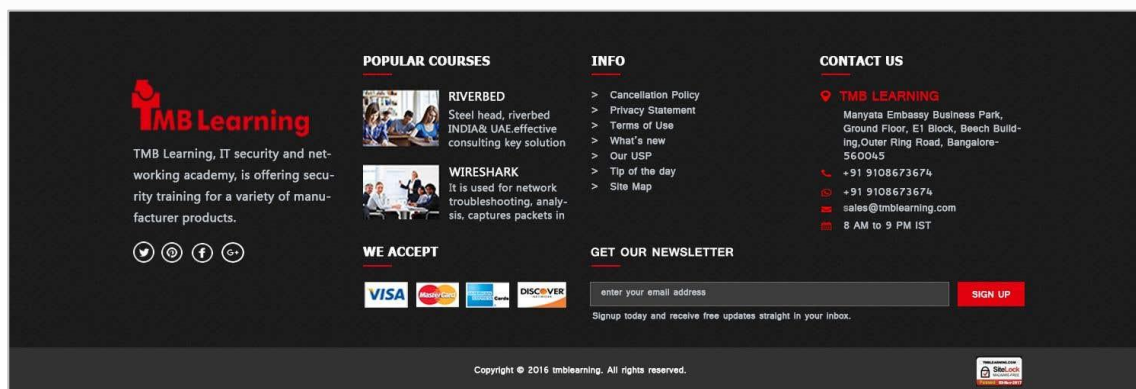 TMB Learning
TMB Learning, IT security and net-
working academy, is offering secu-
rity training for a variety of manu-
facturer products.
G+
POPULAR COURSES
RIVERBED
Steel head, riverbed
INDIA& UAE.effective
consulting key solution
WIRESHARK
It is used for network
troubleshooting, analy-
sis, captures packets in
INFO
> Cancellation Policy
> Privacy Statement
> Terms of Use
> What's new
> Our USP
> Tip of the day
> Site Map
CONTACT US
TMB LEARNING
Manyata Embassy Business Park,
Ground Floor, E1 Block, Beech Build-
ing,Outer Ring Road, Bangalore-
560045
+91 9108673674
+91 9108673674
sales@tmblearning.com
8 AM to 9 PM IST
WE ACCEPT
VISA
MasterCard
Cards
DISCOVER
NETWORK
GET OUR NEWSLETTER
enter your email address
SIGN UP
Signup today and receive free updates straight in your inbox.
Copyright © 2016 tmblearning. All rights reserved.
TMBLEARNING.COM
SiteLock